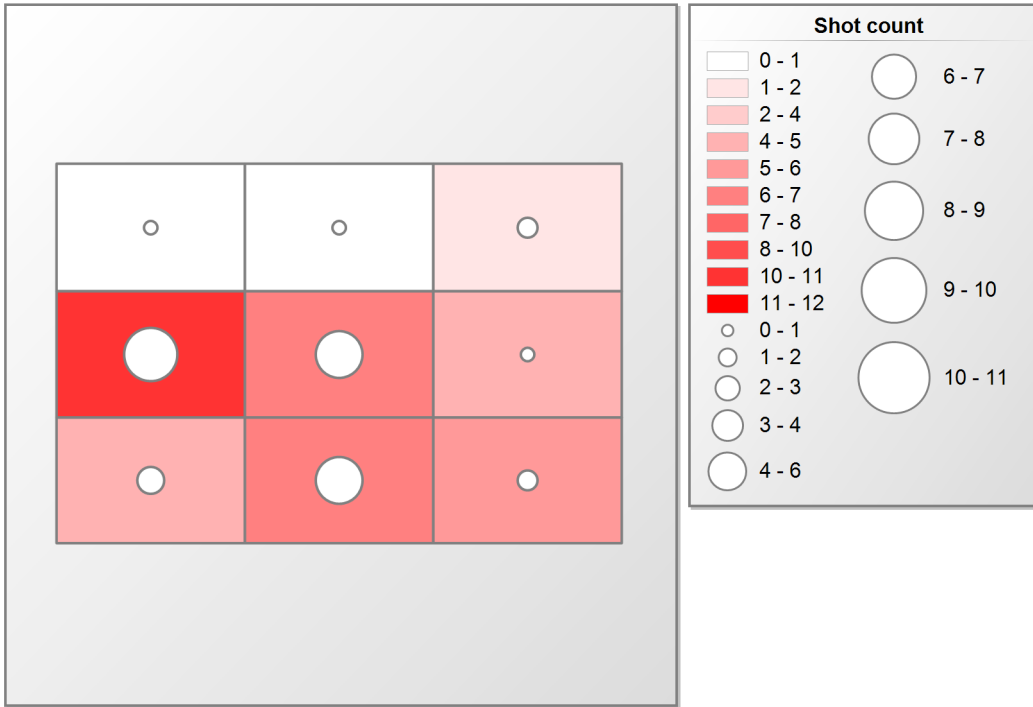 Shot count
0 - 1
1 - 2
2 - 4
4 - 5
5 - 6
6 - 7
7 - 8
8 - 10
10 - 11
11 - 12
0 - 1
1 - 2
2 - 3
3 - 4
4 - 6
6 - 7
7 - 8
8 - 9
9 - 10
10 - 11